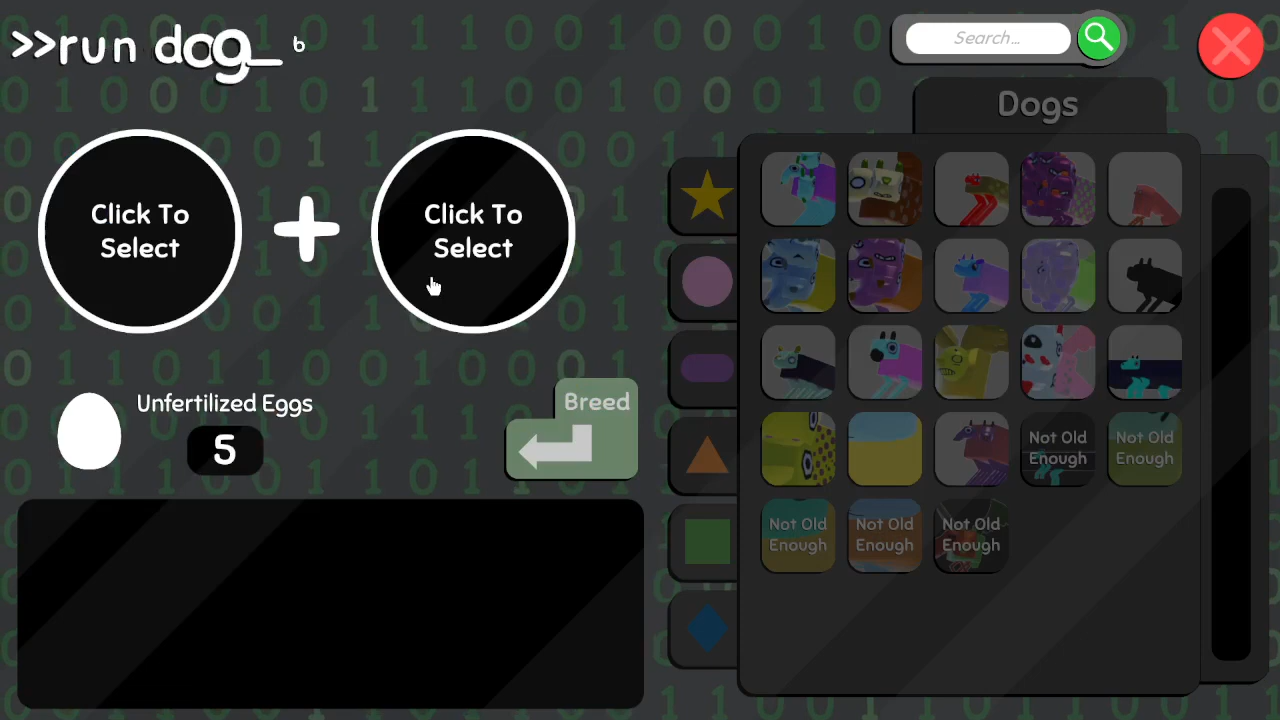 >>run dog_ b
Search...
Dogs
Click To
Select
+
Click To
Select
Unfertilized Eggs
5
Breed
Not Old
Enough
Not Old
Enough
Not Old
Enough
Not Old
Enough
Not Old
Enough